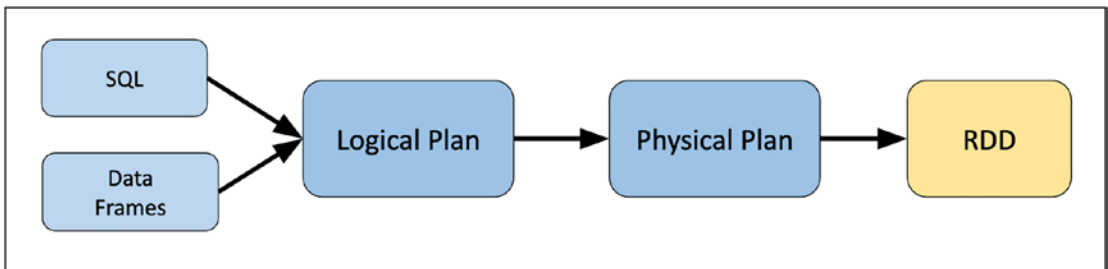 SQL
Data
Frames
Logical Plan
Physical Plan
RDD